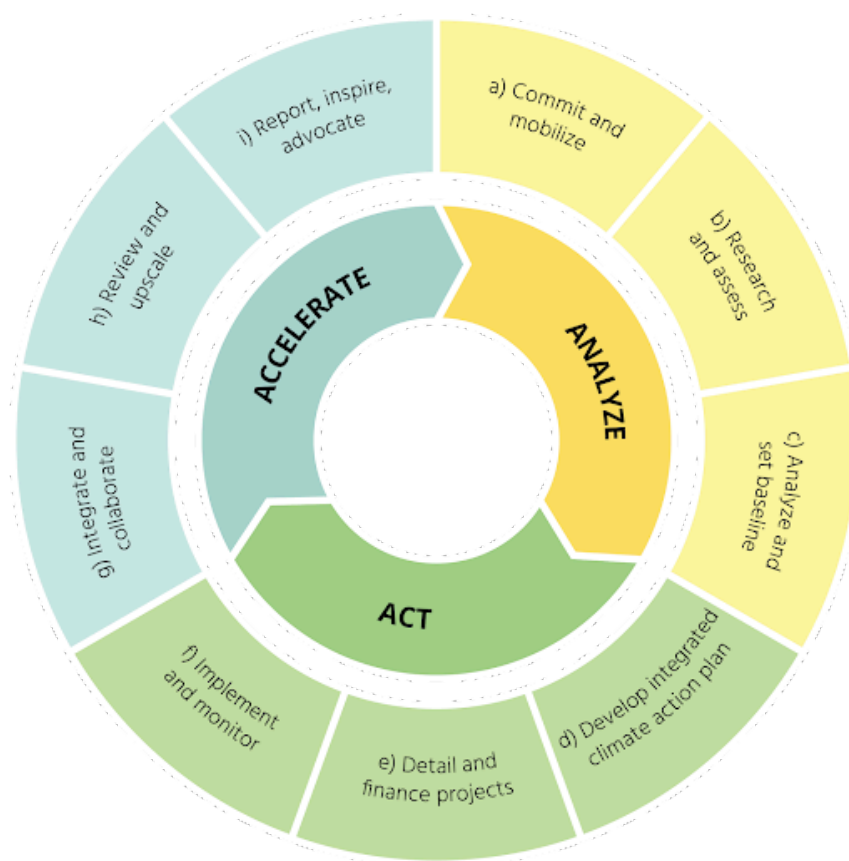 a) Commit and
mobilize
b) Research
and assess
c) Analyze and
set baseline
d) Develop integrated
climate action plan
e) Detail and
finance projects
f) Implement
and monitor
g) Integrate and
collaborate
h) Review and
upscale
i) Report, inspire,
advocate
ANALYZE
ACT
ACCELERATE